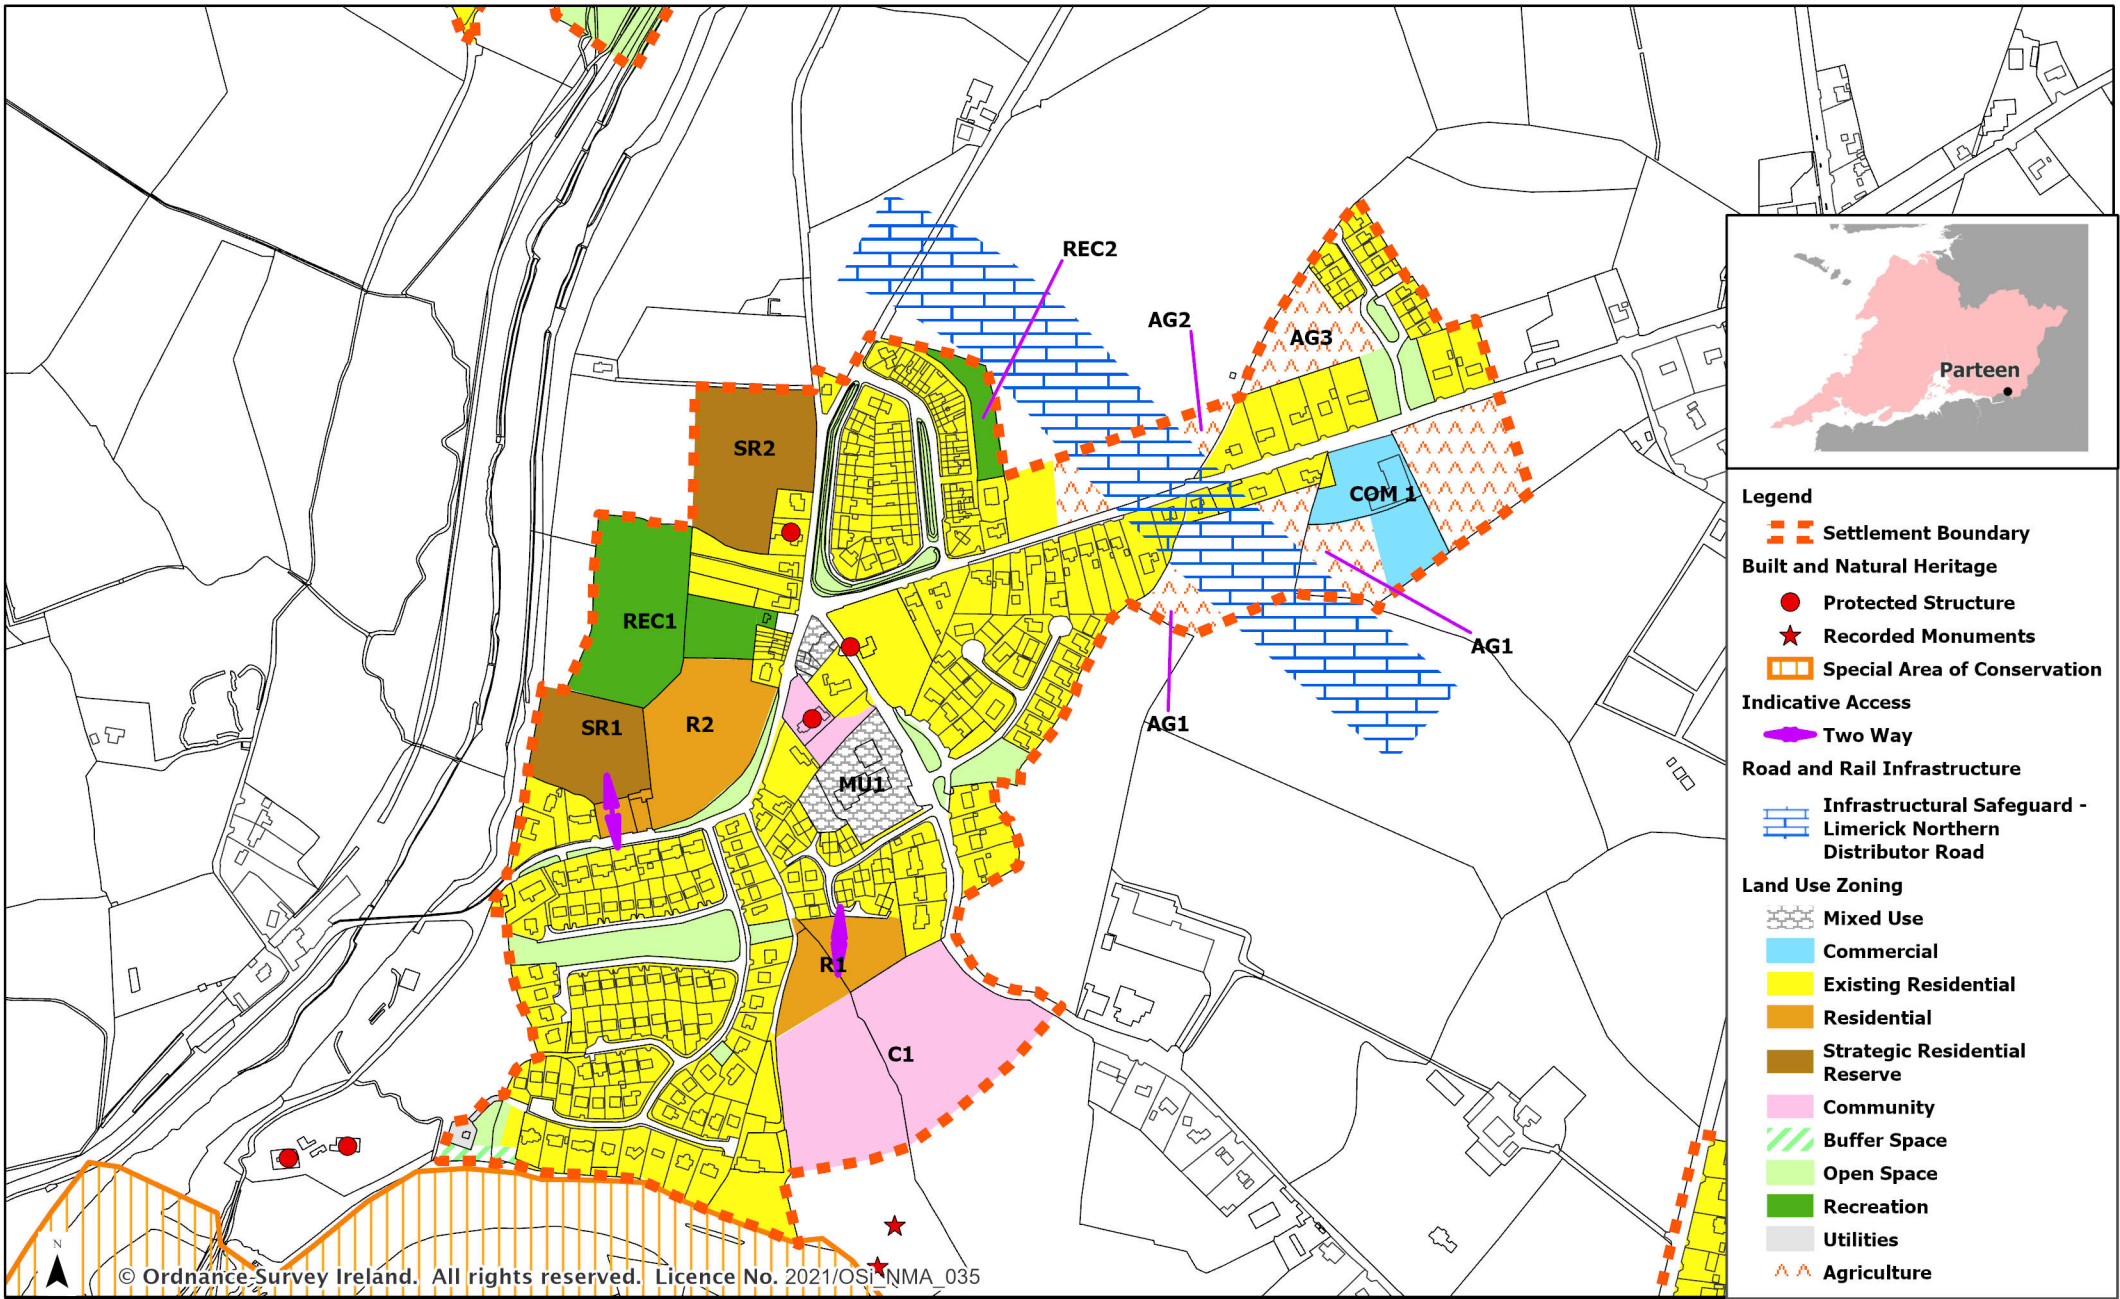 REC2
AG2
AG3
SR2
COM 1
REC1
AG1
AG1
SR1
R2
MU1
R1
C1
N
© Ordnance Survey Ireland. All rights reserved. Licence No. 2021/OSi_NMA_035
Parteen
Legend
Settlement Boundary
Built and Natural Heritage
Protected Structure
Recorded Monuments
Special Area of Conservation
Indicative Access
Two Way
Road and Rail Infrastructure
Infrastructural Safeguard -
Limerick Northern
Distributor Road
Land Use Zoning
Mixed Use
Commercial
Existing Residential
Residential
Strategic Residential
Reserve
Community
Buffer Space
Open Space
Recreation
Utilities
Agriculture